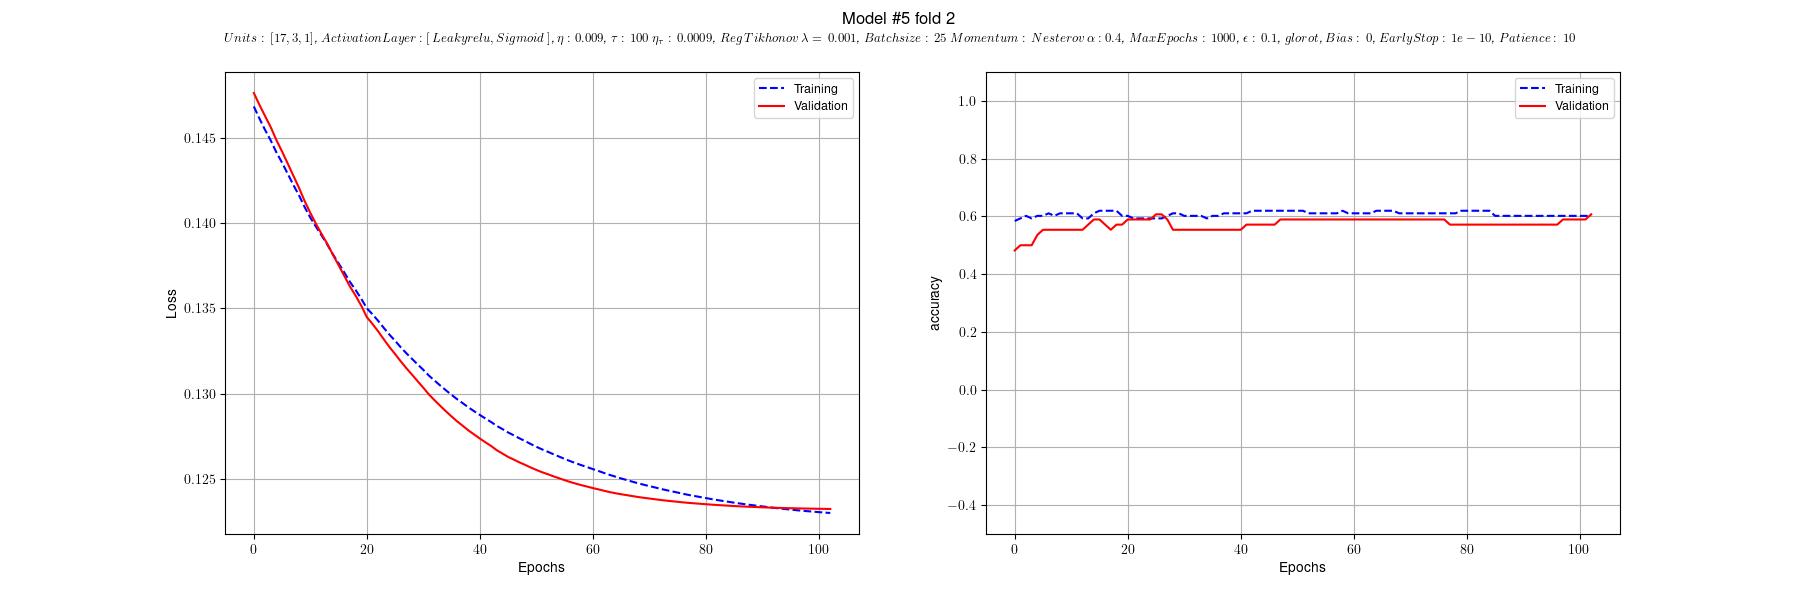 Model #5 fold 2
Units : [17, 3, 1], ActivationLayer : [ Leakyrelu, Sigmoid ], η : 0.009, τ : 100 η_τ : 0.0009, RegTikhonov λ = 0.001, Batchsize : 25 Momentum : Nesterov α : 0.4, MaxEpochs : 1000, ϵ : 0.1, glorot, Bias : 0, EarlyStop : 1e − 10, Patience : 10
Training
Validation
0.145
0.140
0.135
0.130
0.125
Loss
0 20 40 60 80 100
Epochs
Training
Validation
1.0
0.8
0.6
0.4
0.2
0.0
−0.2
−0.4
accuracy
0 20 40 60 80 100
Epochs